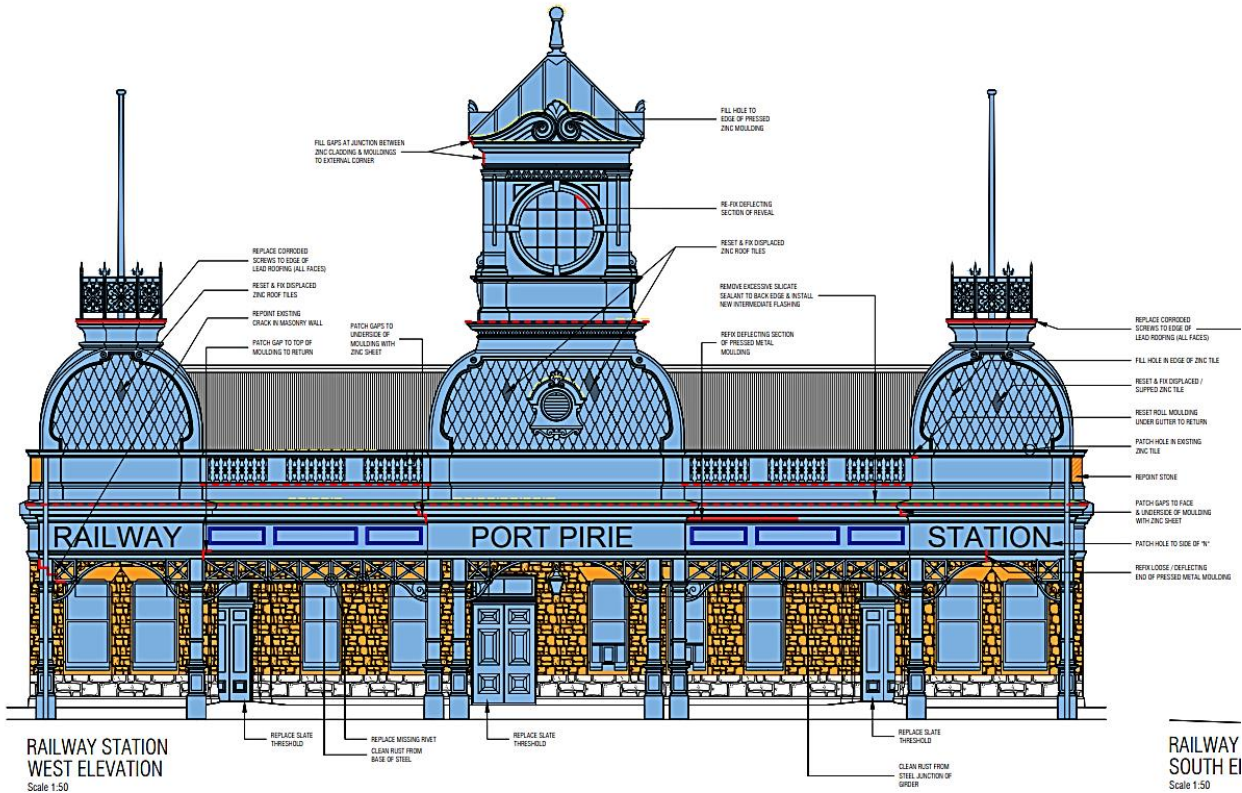 FILL HOLE TO
EDGE OF PRESSED
ZINC MOULDING
FILL GAPS AT JUNCTION BETWEEN
ZINC CLADDING & MOULDINGS
TO EXTERNAL CORNER
RE-FIX DEFLECTING
SECTION OF REVEAL
RESET & FIX DISPLACED
ZINC ROOF TILES
REPLACE CORRODED
SCREWS TO EDGE OF
LEAD ROOFING (ALL FACES)
RESET & FIX DISPLACED
ZINC ROOF TILES
REPOINT EXISTING
CRACK IN MASONRY WALL
PATCH GAP TO TOP OF
MOULDING TO RETURN
PATCH GAPS TO
UNDERSIDE OF
MOULDING WITH
ZINC SHEET
REMOVE EXCESSIVE SILICATE
SEALANT TO BACK EDGE & INSTALL
NEW INTERMEDIATE FLASHING
REFIX DEFLECTING SECTION
OF PRESSED METAL
MOULDING
REPLACE CORRODED
SCREWS TO EDGE OF
LEAD ROOFING (ALL FACES)
FILL HOLE IN EDGE OF ZINC TILE
RESET & FIX DISPLACED /
SLIPPED ZINC TILE
RESET ROLL MOULDING
UNDER GUTTER TO RETURN
PATCH HOLE IN EXISTING
ZINC TILE
REPOINT STONE
PATCH GAPS TO FACE
& UNDERSIDE OF MOULDING
WITH ZINC SHEET
PATCH HOLE TO SIDE OF "N"
REFIX LOOSE / DEFLECTING
END OF PRESSED METAL MOULDING
RAILWAY PORT PIRIE STATION
REPLACE SLATE
THRESHOLD
REPLACE MISSING RIVET
CLEAN RUST FROM
BASE OF STEEL
REPLACE SLATE
THRESHOLD
REPLACE SLATE
THRESHOLD
CLEAN RUST FROM
STEEL JUNCTION OF
GIRDER
RAILWAY STATION
WEST ELEVATION
Scale 1:50
RAILWAY
SOUTH
Scale 1:50